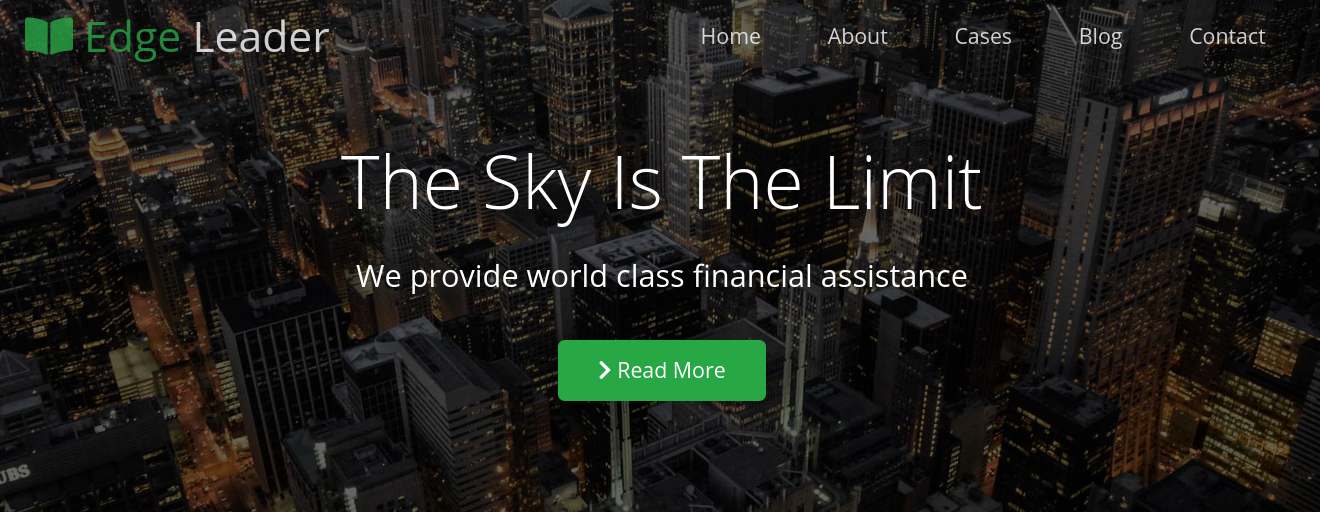 Edge Leader
Home About Cases Blog Contact
The Sky Is The Limit
We provide world class financial assistance
Read More
UBS